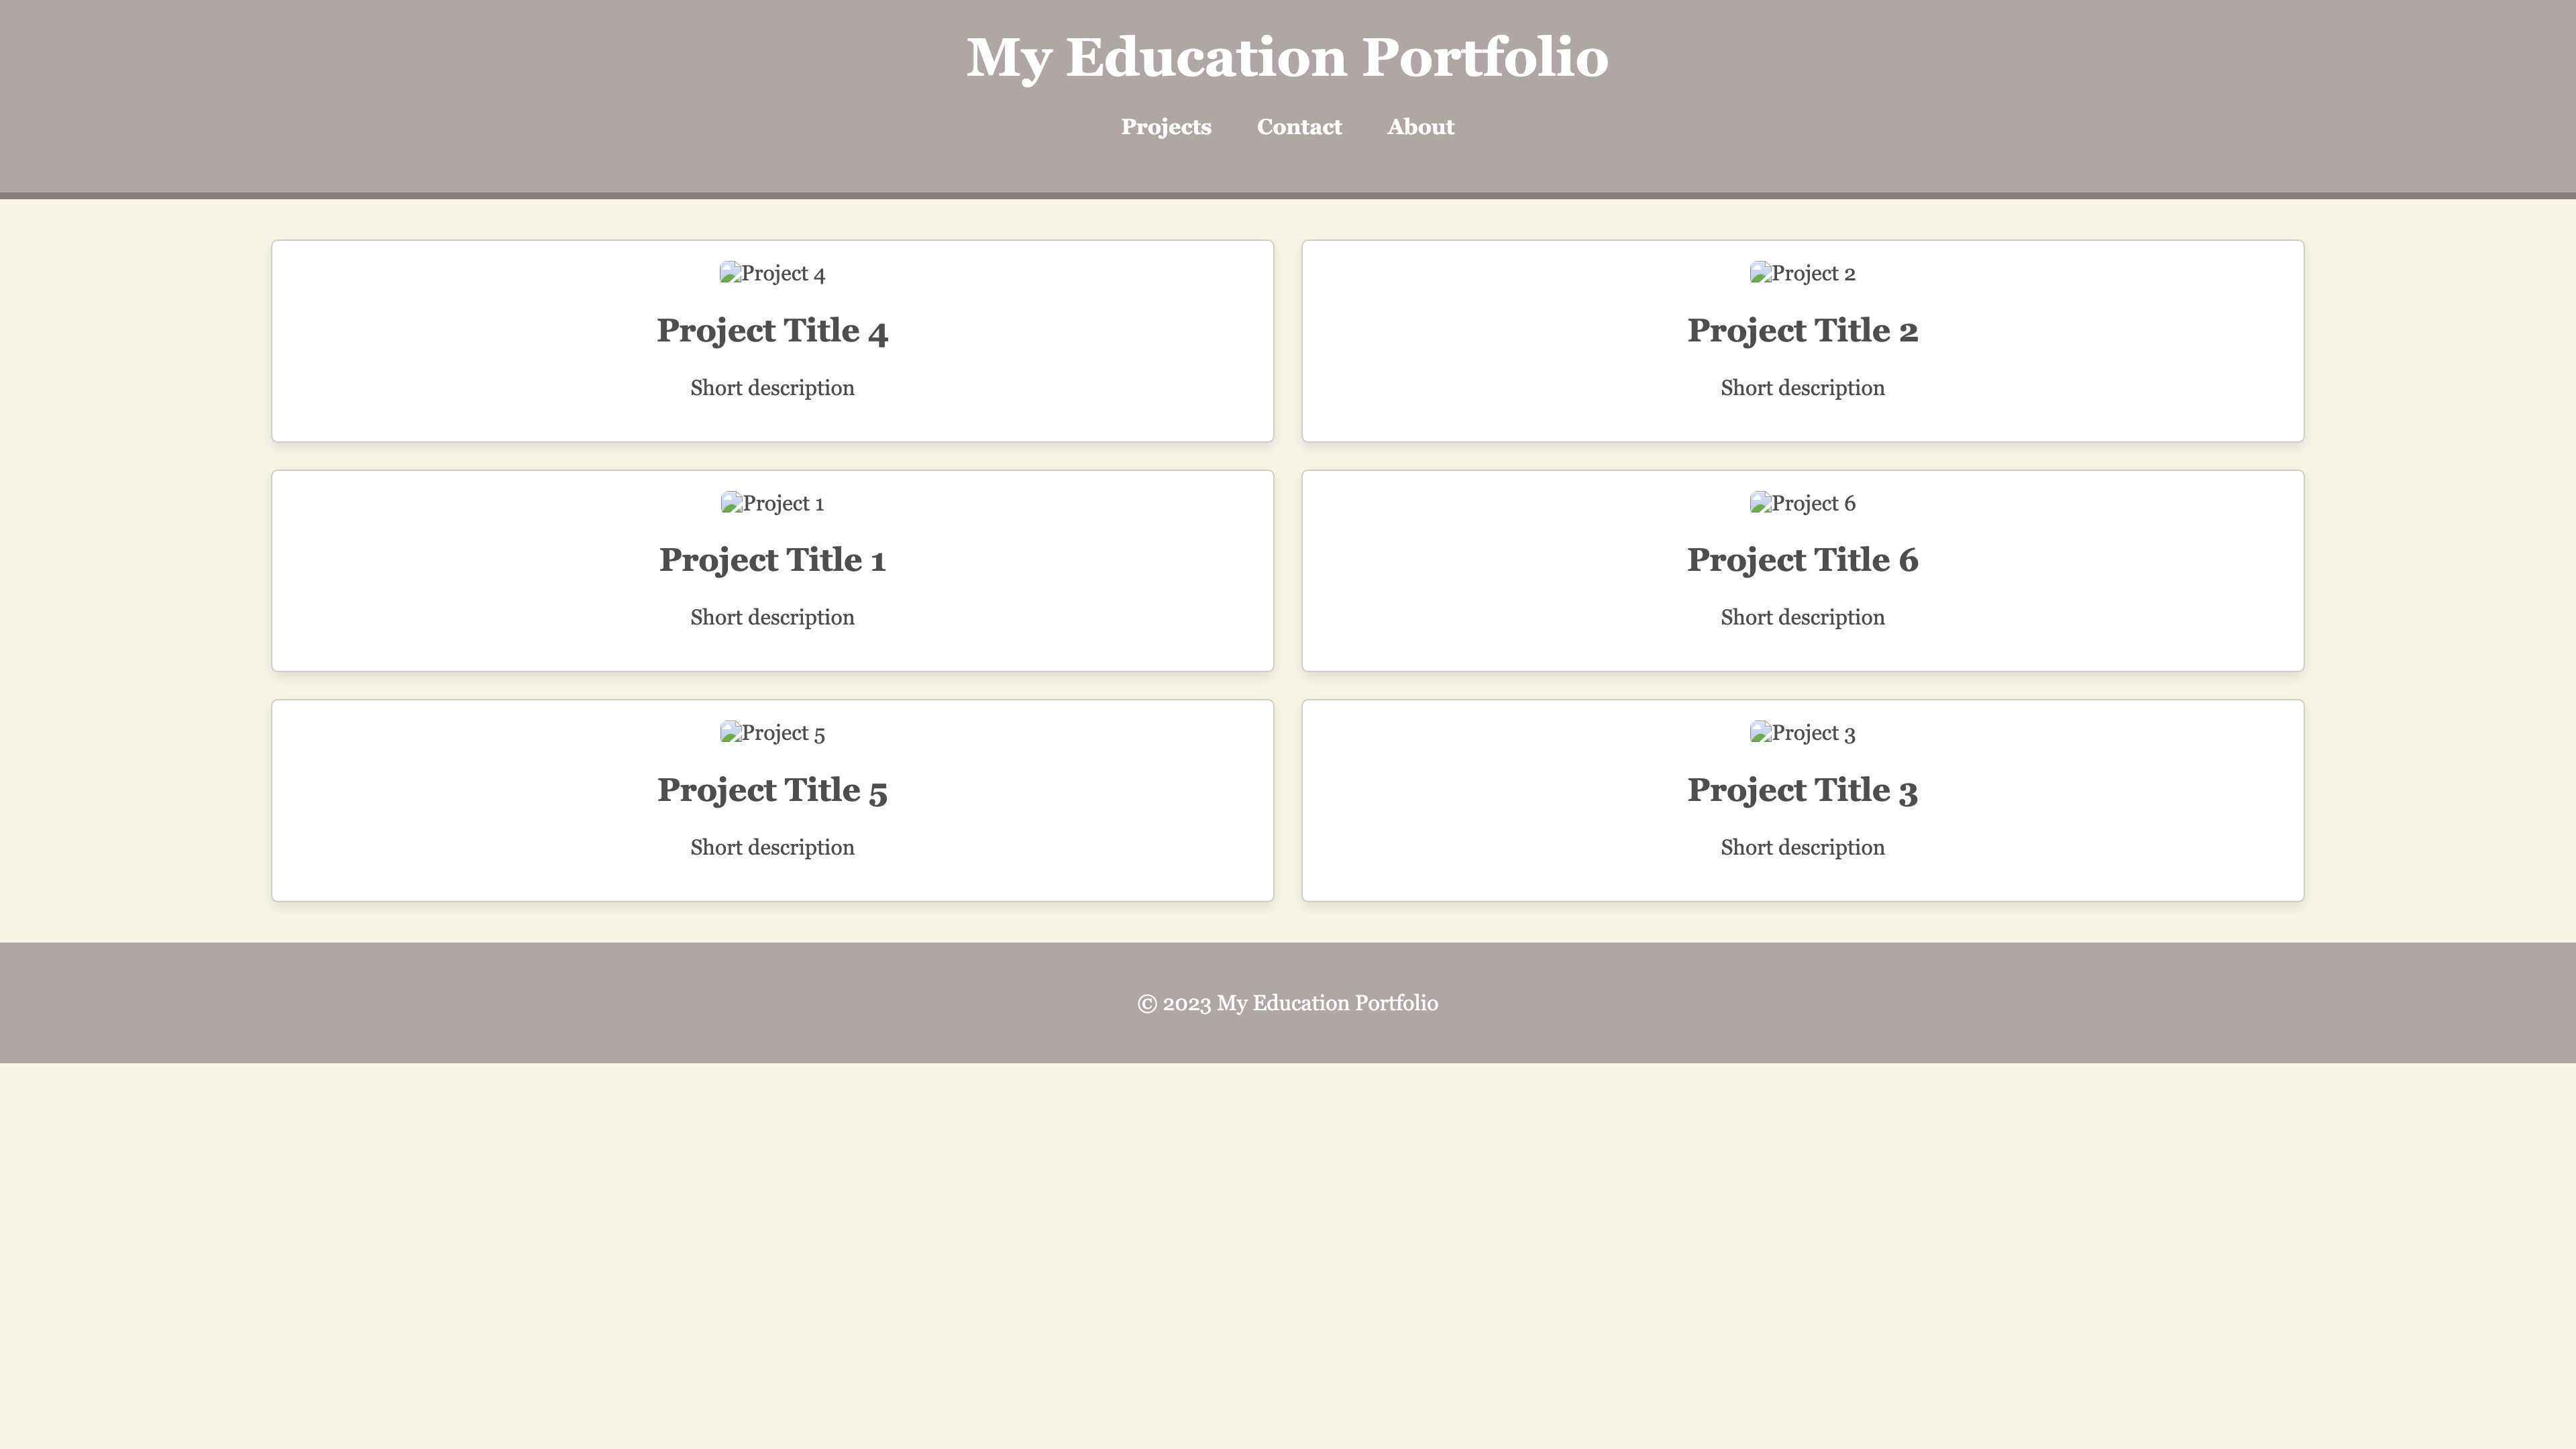 My Education Portfolio
Projects Contact About
Project 4
Project Title 4
Short description
Project 2
Project Title 2
Short description
Project 1
Project Title 1
Short description
Project 6
Project Title 6
Short description
Project 5
Project Title 5
Short description
Project 3
Project Title 3
Short description
© 2023 My Education Portfolio